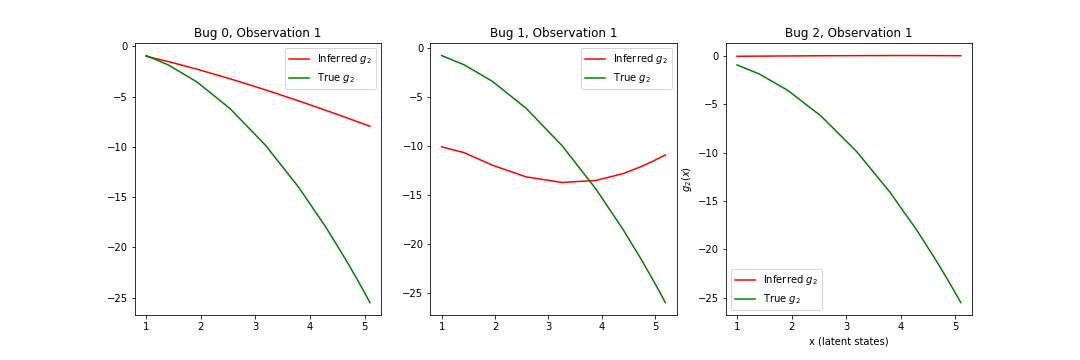 Bug 0, Observation 1
0
−5
−10
−15
−20
−25
1 2 3 4 5
Inferred g₂
True g₂
Bug 1, Observation 1
0
−5
−10
−15
−20
−25
1 2 3 4 5
Inferred g₂
True g₂
Bug 2, Observation 1
g₂(x)
0
−5
−10
−15
−20
−25
1 2 3 4 5
x (latent states)
Inferred g₂
True g₂